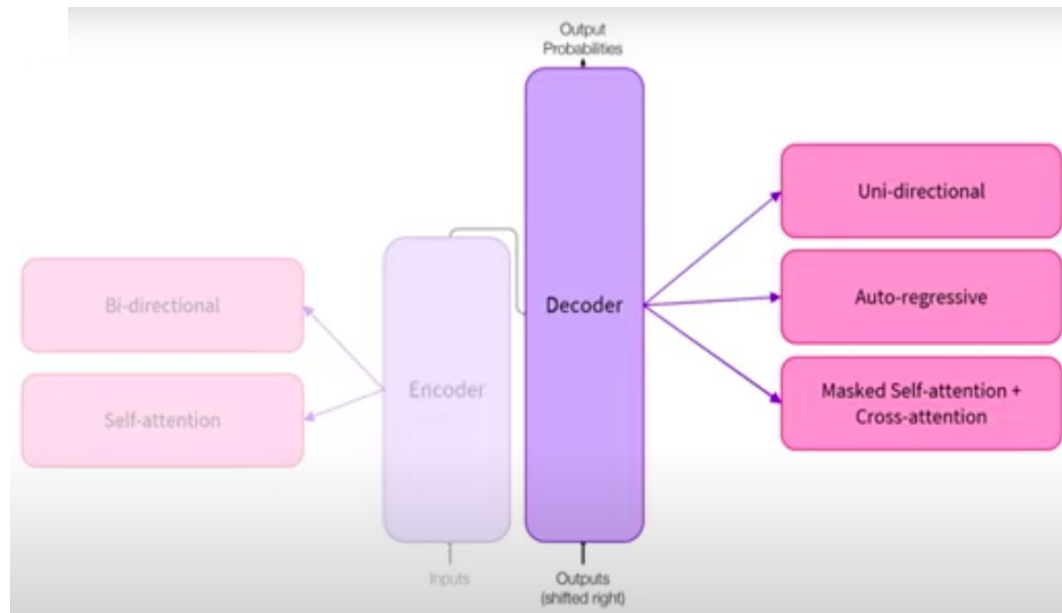 Output
Probabilities
Uni-directional
Bi-directional
Decoder
Auto-regressive
Encoder
Self-attention
Masked Self-attention +
Cross-attention
Inputs
Outputs
(shifted right)